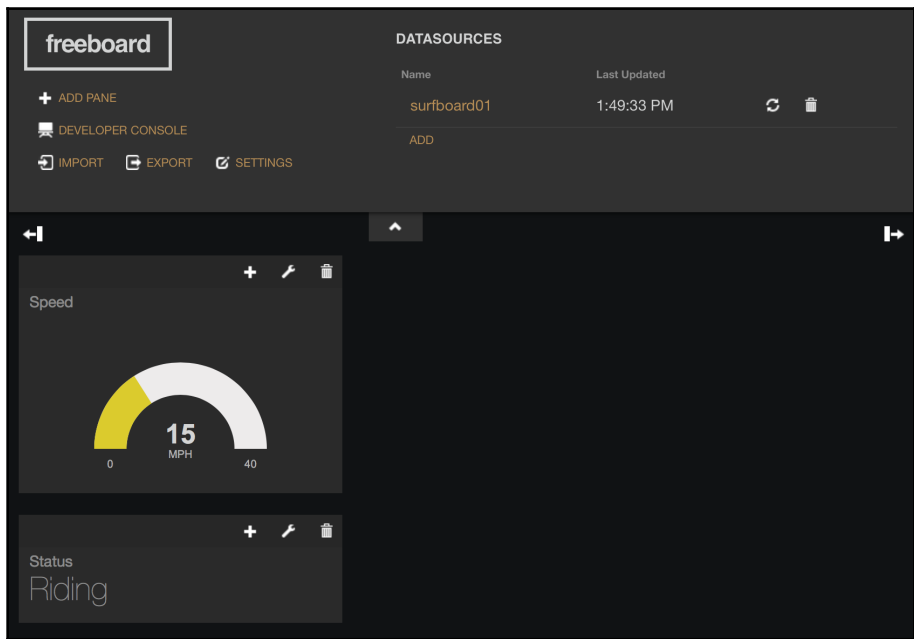 freeboard
ADD PANE
DEVELOPER CONSOLE
IMPORT EXPORT SETTINGS
DATASOURCES
Name Last Updated
surfboard01 1:49:33 PM
ADD
Speed
15
MPH
0 40
Status
Riding